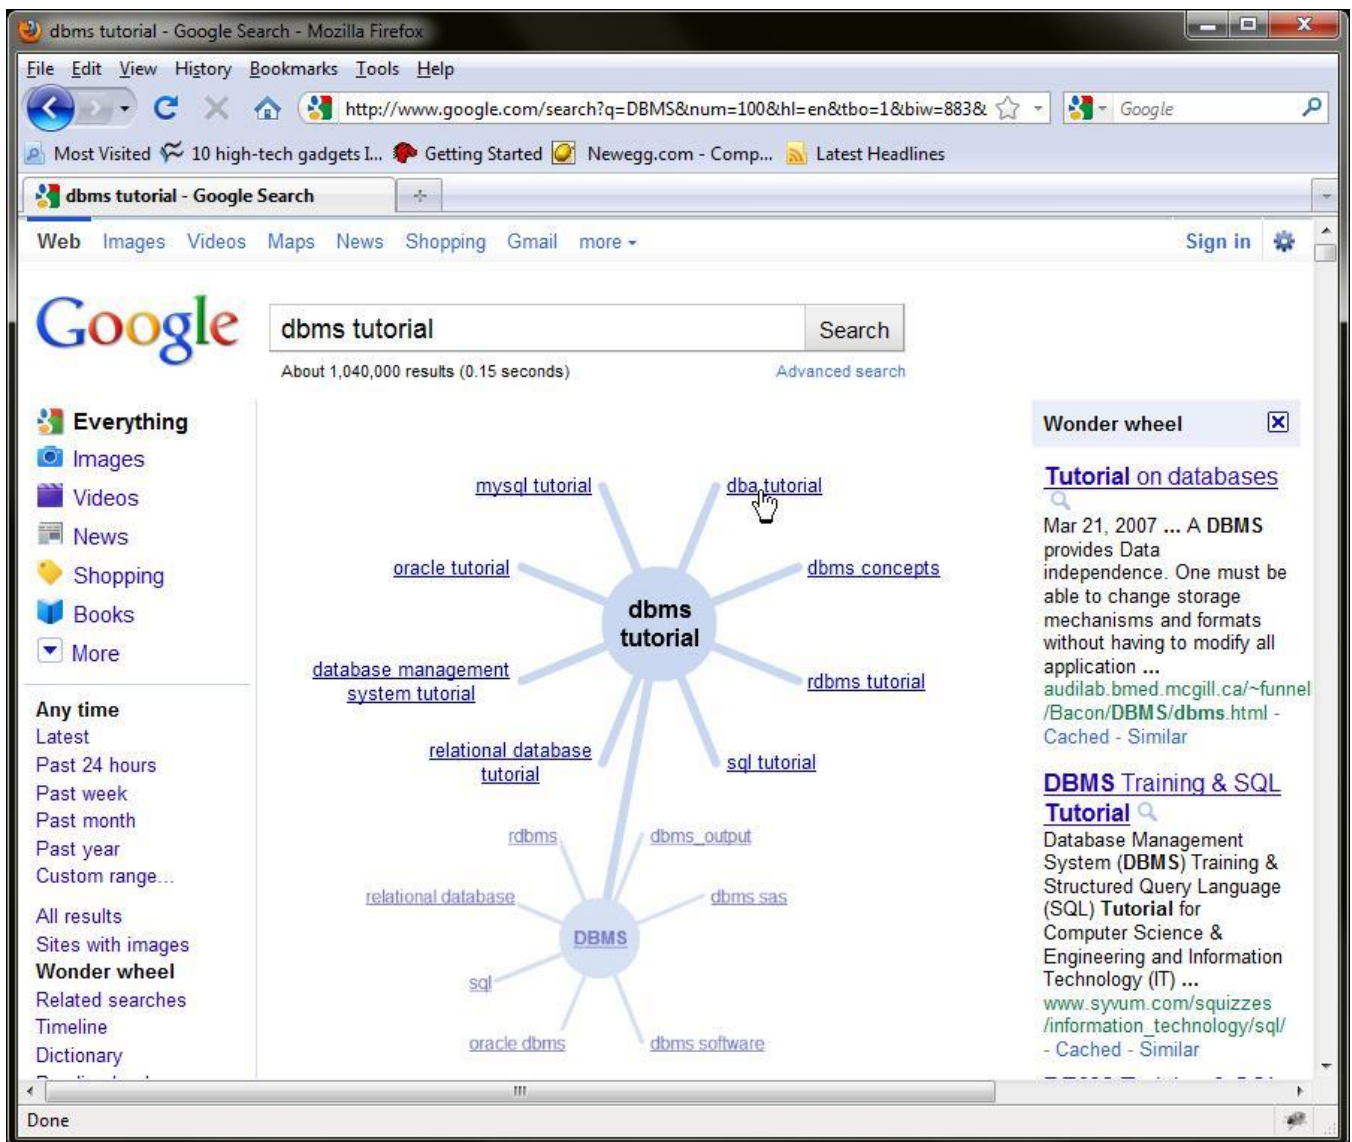 dbms tutorial - Google Search - Mozilla Firefox
File Edit View History Bookmarks Tools Help
http://www.google.com/search?q=DBMS&num=100&hl=en&tbo=1&biw=883&
Google
Most Visited 10 high-tech gadgets I... Getting Started Newegg.com - Comp... Latest Headlines
dbms tutorial - Google Search
Web Images Videos Maps News Shopping Gmail more
Sign in
Google
dbms tutorial
Search
About 1,040,000 results (0.15 seconds)
Advanced search
Everything
Images
Videos
News
Shopping
Books
More
Any time
Latest
Past 24 hours
Past week
Past month
Past year
Custom range...
All results
Sites with images
Wonder wheel
Related searches
Timeline
Dictionary
mysql tutorial
dba tutorial
oracle tutorial
dbms concepts
dbms
tutorial
database management
system tutorial
rdbms tutorial
relational database
tutorial
sql tutorial
rdbms
dbms_output
relational database
dbms sas
DBMS
sql
oracle dbms
dbms software
Wonder wheel
Tutorial on databases
Mar 21, 2007 ... A DBMS
provides Data
independence. One must be
able to change storage
mechanisms and formats
without having to modify all
application ...
audilab.bmed.mcgill.ca/~funnel
/Bacon/DBMS/dbms.html -
Cached - Similar
DBMS Training & SQL
Tutorial
Database Management
System (DBMS) Training &
Structured Query Language
(SQL) Tutorial for
Computer Science &
Engineering and Information
Technology (IT) ...
www.syvum.com/squizzes
/information_technology/sql/
- Cached - Similar
Done